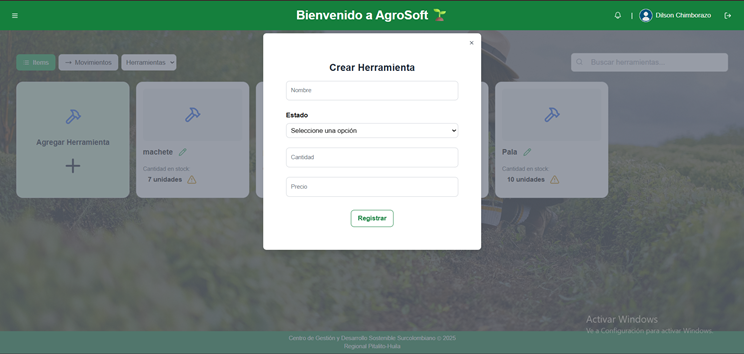 Bienvenido a AgroSoft
Dilson Chimborazo
Items
Movimientos
Herramientas
Buscar herramientas...
Crear Herramienta
Nombre
Estado
Seleccione una opción
Cantidad
Precio
Registrar
Agregar Herramienta
machete
Cantidad en stock:
7 unidades
Pala
Cantidad en stock:
10 unidades
Activar Windows
Ve a Configuración para activar Windows.
Centro de Gestión y Desarrollo Sostenible Surcolombiano © 2025
Regional Pitalito-Huila.